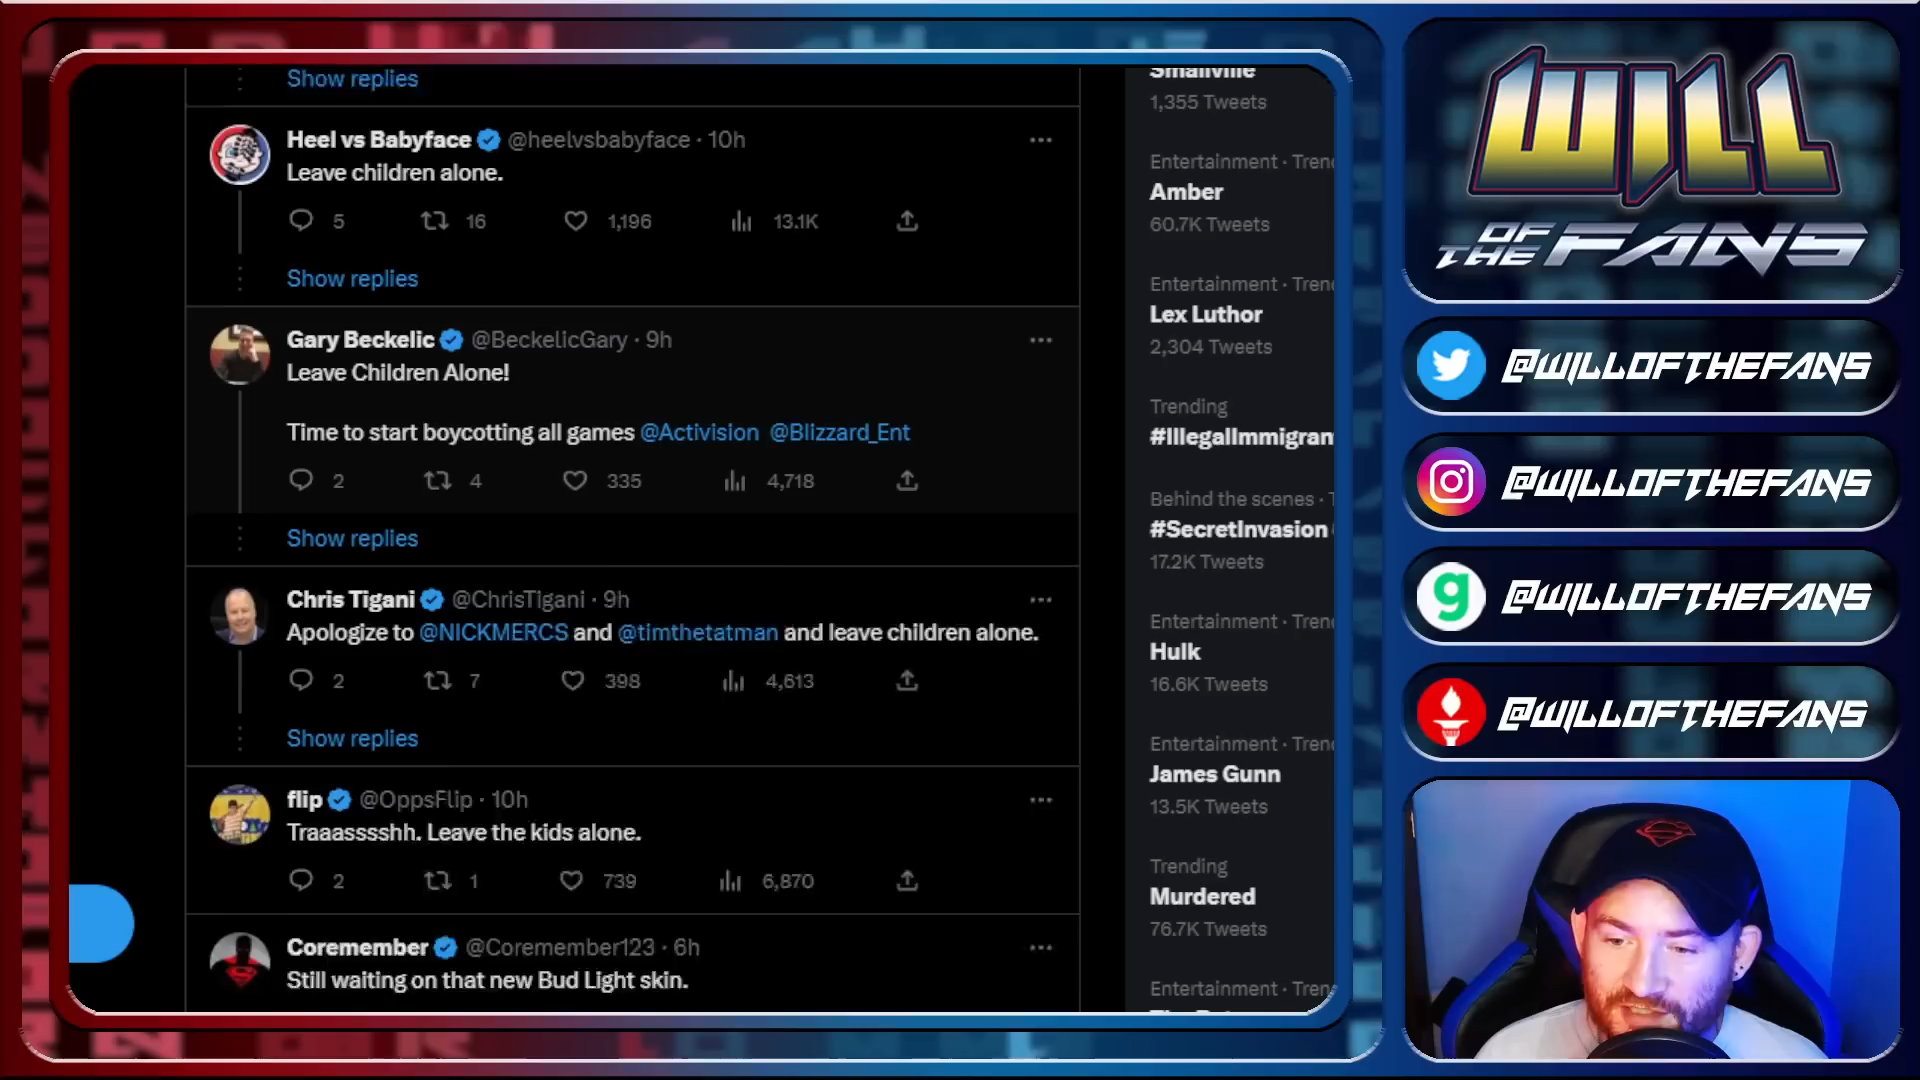 Show replies
Heel vs Babyface @heelvsbabyface · 10h
Leave children alone.
5 16 1,196 13.1K
Show replies
Gary Beckelic @BeckelicGary · 9h
Leave Children Alone!
Time to start boycotting all games @Activision @Blizzard_Ent
2 4 335 4,718
Show replies
Chris Tigani @ChrisTigani · 9h
Apologize to @NICKMERCS and @timthetatman and leave children alone.
2 7 398 4,613
Show replies
flip @OppsFlip · 10h
Traaasssshh. Leave the kids alone.
2 1 739 6,870
Coremember @Coremember123 · 6h
Still waiting on that new Bud Light skin.
Smallville
1,355 Tweets
Entertainment · Tren
Amber
60.7K Tweets
Entertainment · Tren
Lex Luthor
2,304 Tweets
Trending
#IllegalImmigran
Behind the scenes ·
#SecretInvasion
17.2K Tweets
Entertainment · Tren
Hulk
16.6K Tweets
Entertainment · Tren
James Gunn
13.5K Tweets
Trending
Murdered
76.7K Tweets
Entertainment · Tren
WILL
OF
THE FANS
@WILLOFTHEFANS
@WILLOFTHEFANS
g @WILLOFTHEFANS
@WILLOFTHEFANS